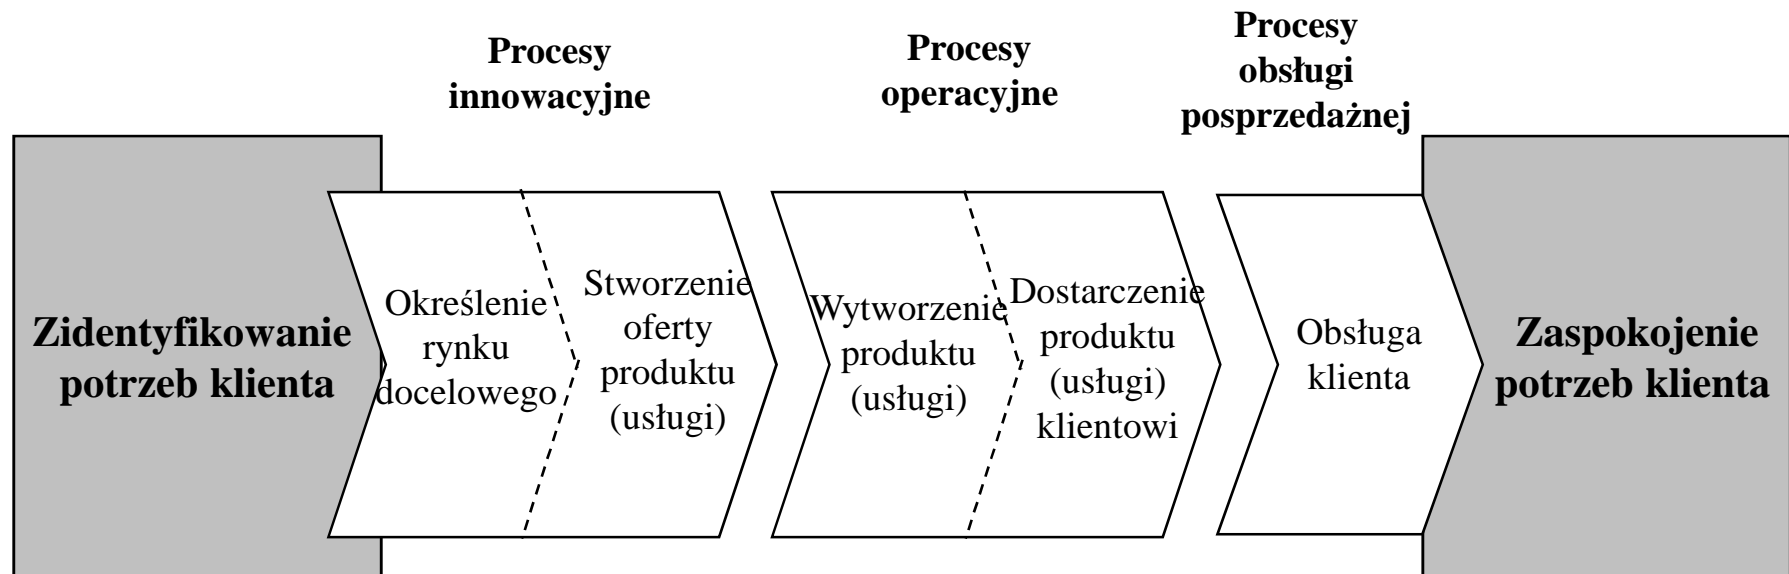 Procesy
innowacyjne
Procesy
operacyjne
Procesy
obsługi
posprzedażnej
Zidentyfikowanie
potrzeb klienta
Określenie
rynku
docelowego
Stworzenie
oferty
produktu
(usługi)
Wytworzenie
produktu
(usługi)
Dostarczenie
produktu
(usługi)
klientowi
Obsługa
klienta
Zaspokojenie
potrzeb klienta